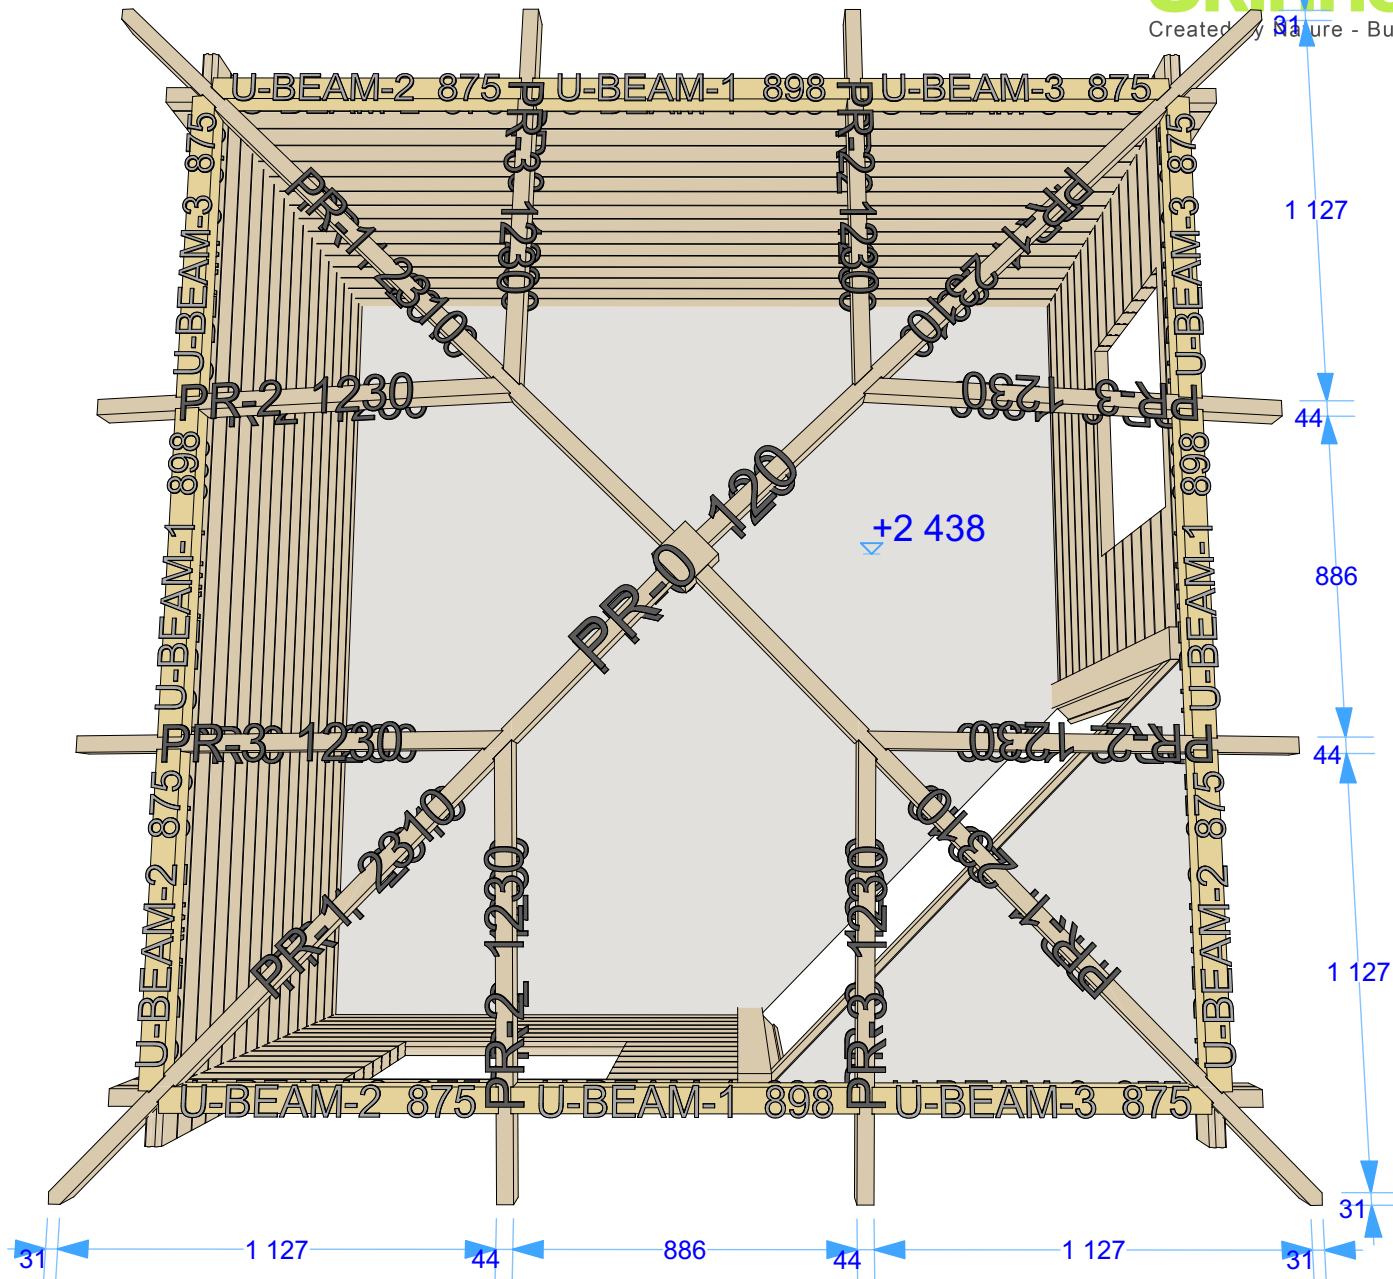 Created by Nature - Bu
31
U-BEAM-2 875 U-BEAM-1 898 U-BEAM-3 875
PR-3 1230
PR-2 1230
PR-1 2310
PR-1 2310
U-BEAM-3 875
U-BEAM-3 875
1 127
PR-2 1230
PR-3 1230
44
U-BEAM-1 898
U-BEAM-1 898
PR-0 120
+2 438
886
PR-3 1230
PR-2 1230
44
U-BEAM-2 875
U-BEAM-2 875
PR-1 2310
PR-1 2310
PR-2 1230
PR-3 1230
1 127
U-BEAM-2 875 U-BEAM-1 898 U-BEAM-3 875
31
31
1 127
44
886
44
1 127
31